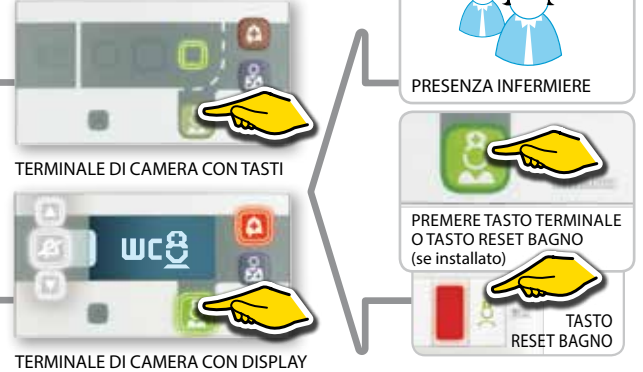 TERMINALE DI CAMERA CON TASTI
wc
TERMINALE DI CAMERA CON DISPLAY
PRESENZA INFERMIERE
PREMERE TASTO TERMINALE
O TASTO RESET BAGNO
(se installato)
TASTO
RESET BAGNO